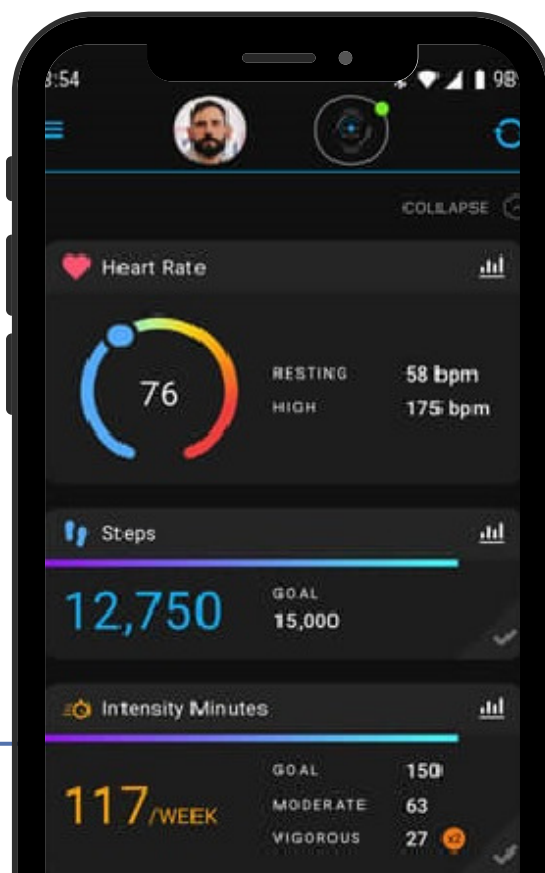 3:54 98
COLLAPSE
Heart Rate
76
RESTING 58 bpm
HIGH 175 bpm
Steps
12,750
GOAL
15,000
Intensity Minutes
117/WEEK
GOAL 150
MODERATE 63
VIGOROUS 27 x2